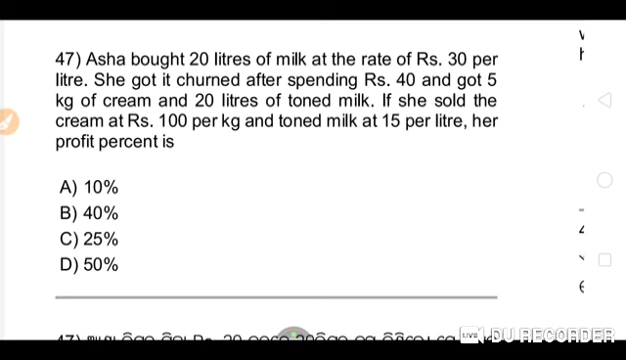 47) Asha bought 20 litres of milk at the rate of Rs. 30 per
litre. She got it churned after spending Rs. 40 and got 5
kg of cream and 20 litres of toned milk. If she sold the
cream at Rs. 100 per kg and toned milk at 15 per litre, her
profit percent is
A) 10%
B) 40%
C) 25%
D) 50%
LIVE DU RECORDER